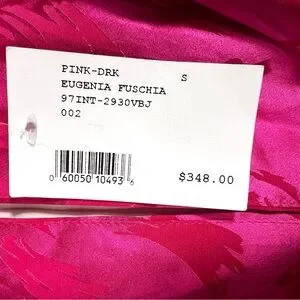 PINK-DRK S
EUGENIA FUSCHIA
97INT-2930VBJ
002
0 60050 10493 6
$348.00